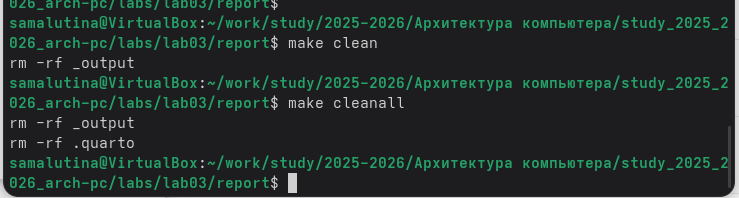 026_arch-pc/labs/lab03/report$
samalutina@VirtualBox:~/work/study/2025-2026/Архитектура компьютера/study_2025_2
026_arch-pc/labs/lab03/report$ make clean
rm -rf _output
samalutina@VirtualBox:~/work/study/2025-2026/Архитектура компьютера/study_2025_2
026_arch-pc/labs/lab03/report$ make cleanall
rm -rf _output
rm -rf .quarto
samalutina@VirtualBox:~/work/study/2025-2026/Архитектура компьютера/study_2025_2
026_arch-pc/labs/lab03/report$